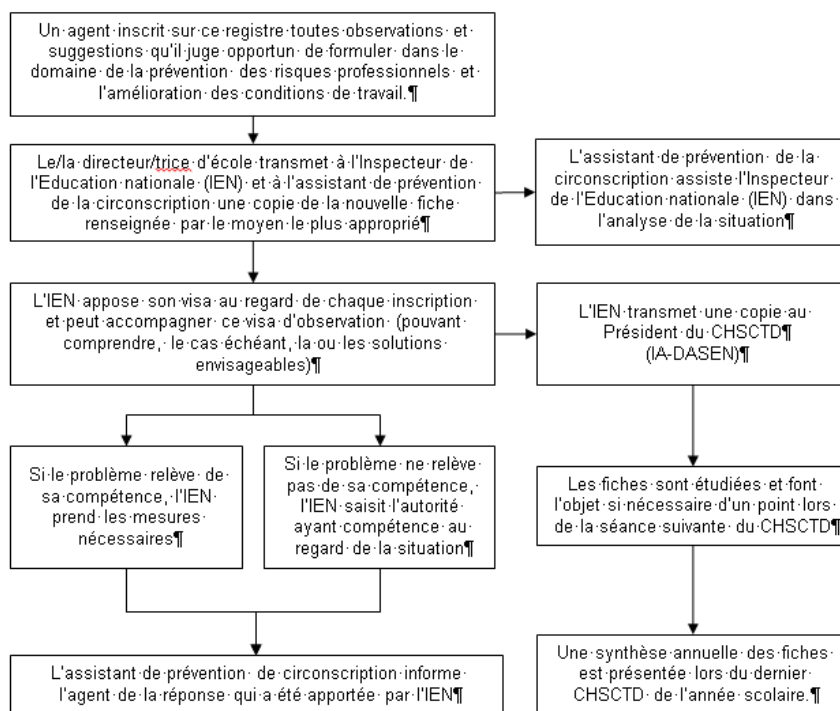 Un agent inscrit sur ce registre toutes observations et
suggestions qu'il juge opportun de formuler dans le
domaine de la prévention des risques professionnels et
l'amélioration des conditions de travail.¶
Le/la directeur/trice d'école transmet à l'Inspecteur de
l'Education nationale (IEN) et à l'assistant de prévention
de la circonscription une copie de la nouvelle fiche
renseignée par le moyen le plus approprié¶
L'assistant de prévention de la
circonscription assiste l'Inspecteur
de l'Education nationale (IEN) dans
l'analyse de la situation¶
L'IEN appose son visa au regard de chaque inscription
et peut accompagner ce visa d'observation (pouvant
comprendre, le cas échéant, la ou les solutions
envisageables)¶
L'IEN transmet une copie au
Président du CHSCTD¶
(IA-DASEN)¶
Si le problème relève de
sa compétence, l'IEN
prend les mesures
nécessaires¶
Si le problème ne relève
pas de sa compétence,
l'IEN saisit l'autorité
ayant compétence au
regard de la situation¶
Les fiches sont étudiées et font
l'objet si nécessaire d'un point lors
de la séance suivante du CHSCTD¶
L'assistant de prévention de circonscription informe
l'agent de la réponse qui a été apportée par l'IEN¶
Une synthèse annuelle des fiches
est présentée lors du dernier
CHSCTD de l'année scolaire.¶